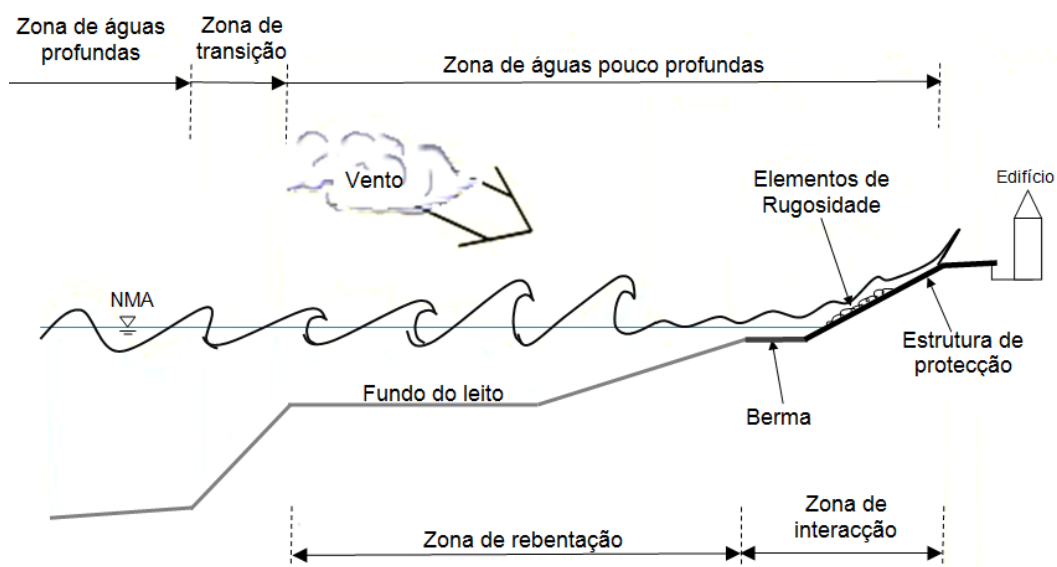 Zona de águas
profundas
Zona de
transição
Zona de águas pouco profundas
Vento
Elementos de
Rugosidade
Edifício
NMA
Estrutura de
protecção
Fundo do leito
Berma
Zona de rebentação
Zona de
interacção